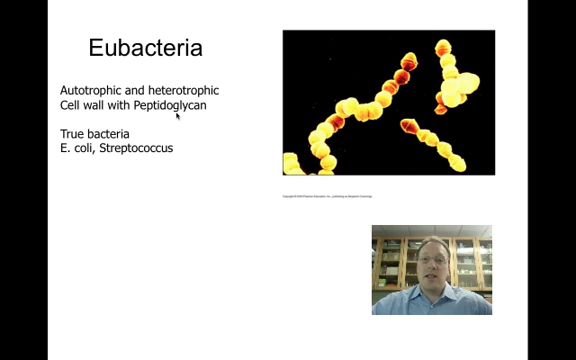 Eubacteria
Autotrophic and heterotrophic
Cell wall with Peptidoglycan
True bacteria
E. coli, Streptococcus